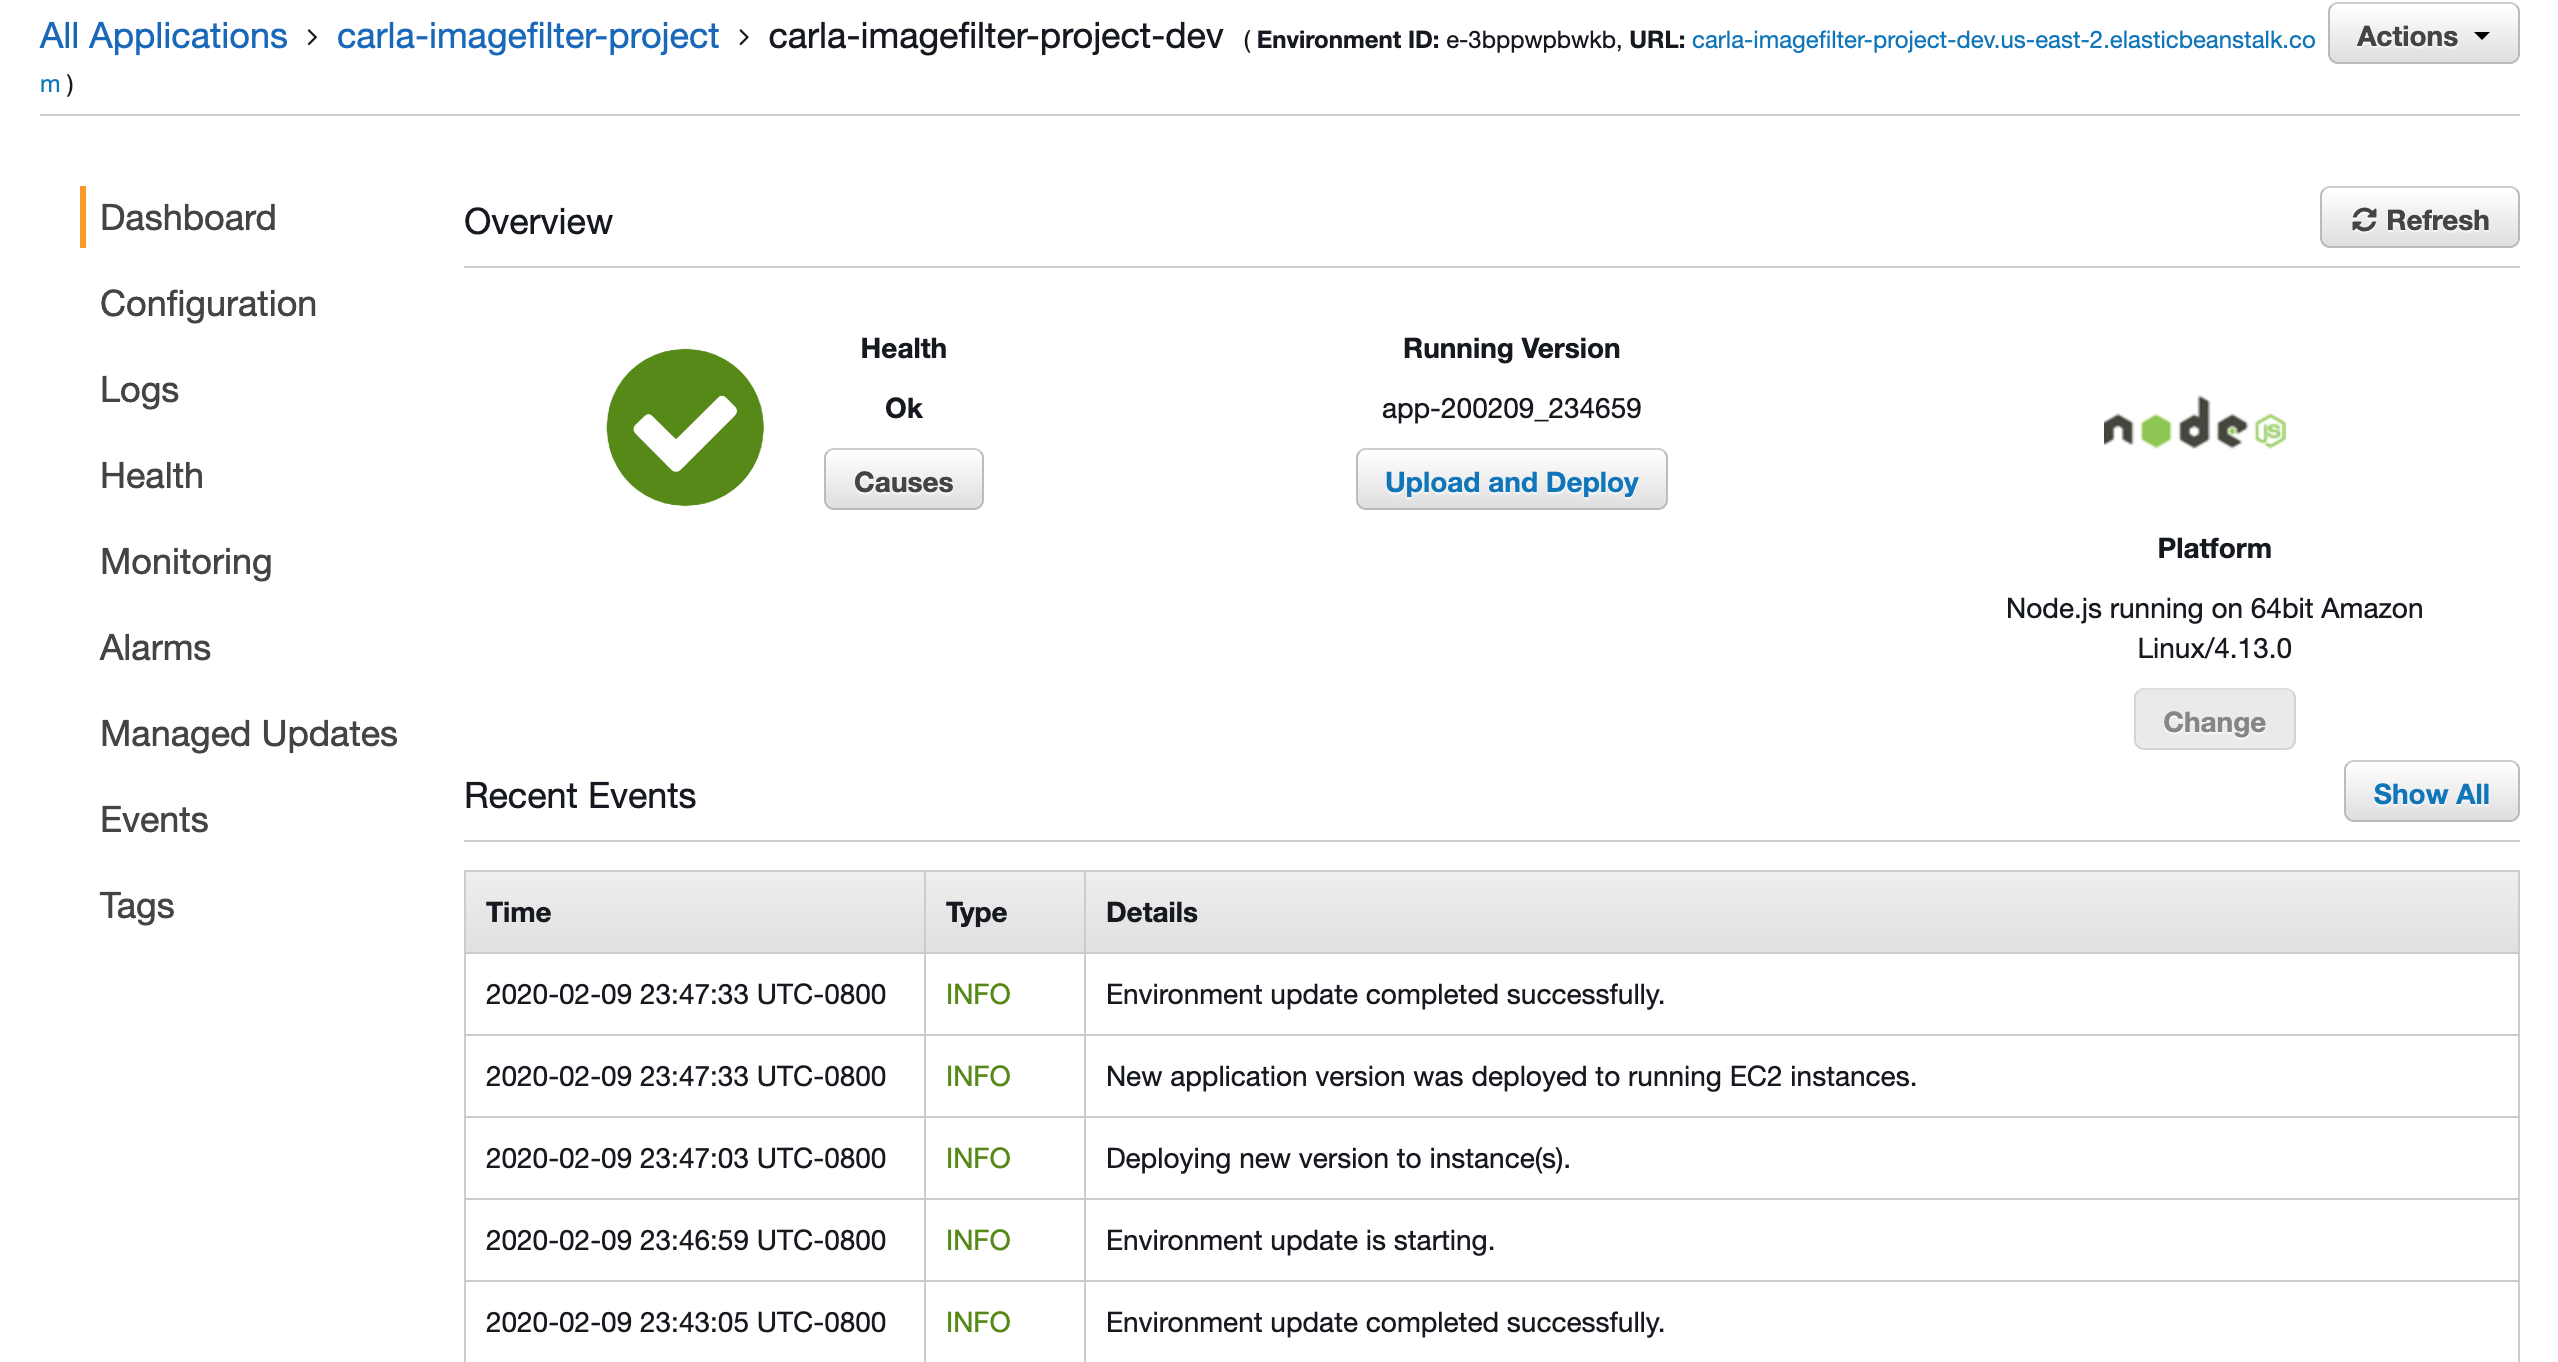 All Applications › carla-imagefilter-project › carla-imagefilter-project-dev ( Environment ID: e-3bppwpbwkb, URL: carla-imagefilter-project-dev.us-east-2.elasticbeanstalk.co
m )
Actions
Dashboard
Configuration
Logs
Health
Monitoring
Alarms
Managed Updates
Events
Tags
Overview
Refresh
Health
Ok
Causes
Running Version
app-200209_234659
Upload and Deploy
node JS
Platform
Node.js running on 64bit Amazon
Linux/4.13.0
Change
Recent Events
Show All
Time Type Details
2020-02-09 23:47:33 UTC-0800 INFO Environment update completed successfully.
2020-02-09 23:47:33 UTC-0800 INFO New application version was deployed to running EC2 instances.
2020-02-09 23:47:03 UTC-0800 INFO Deploying new version to instance(s).
2020-02-09 23:46:59 UTC-0800 INFO Environment update is starting.
2020-02-09 23:43:05 UTC-0800 INFO Environment update completed successfully.